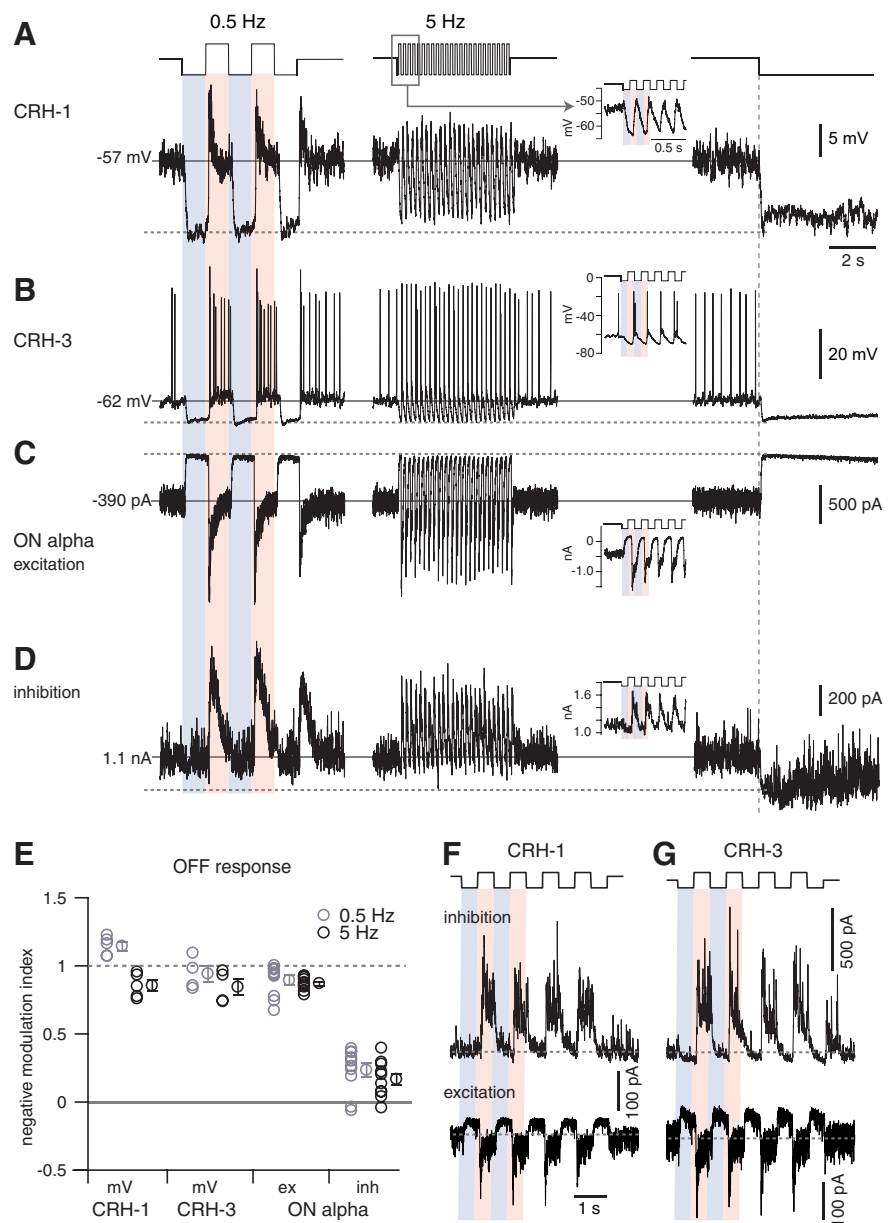 A
0.5 Hz
5 Hz
CRH-1
-57 mV
-50
-60
mV
0.5 s
5 mV
2 s
B
CRH-3
-62 mV
0
-40
-80
mV
20 mV
C
-390 pA
ON alpha
excitation
0
-1.0
nA
500 pA
D
inhibition
1.1 nA
1.6
1.0
nA
200 pA
E
OFF response
negative modulation index
1.5
1
0.5
0
-0.5
0.5 Hz
5 Hz
mV
mV
ex
inh
CRH-1
CRH-3
ON alpha
F
CRH-1
inhibition
excitation
100 pA
1 s
G
CRH-3
500 pA
100 pA